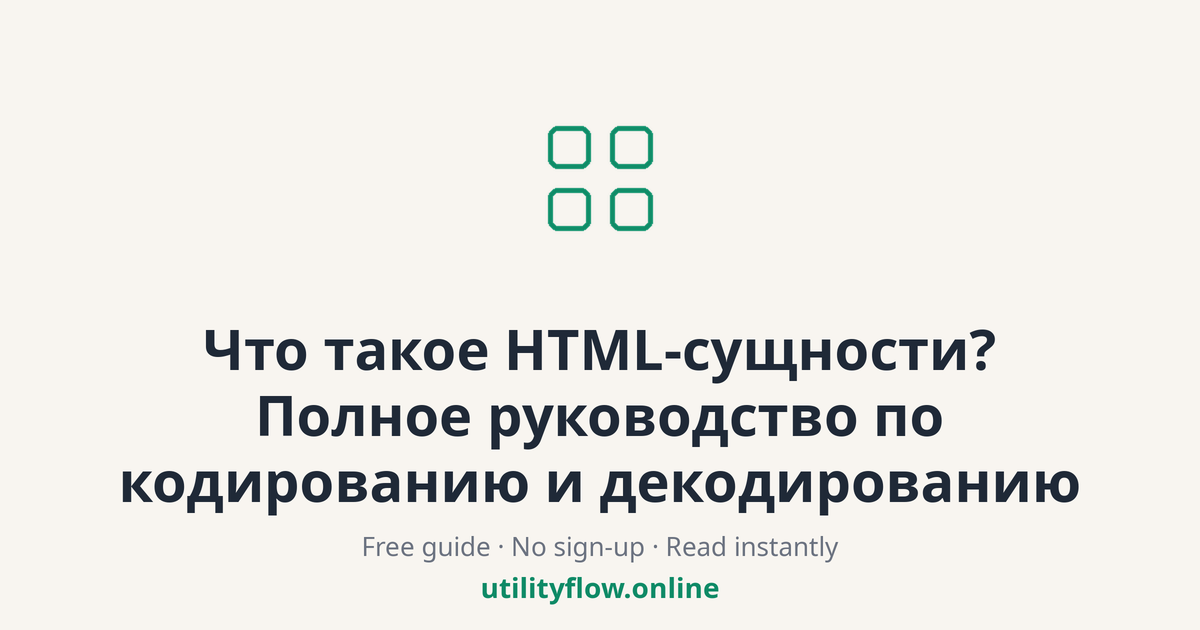 Что такое HTML-сущности?
Полное руководство по
кодированию и декодированию
Free guide · No sign-up · Read instantly
utilityflow.online